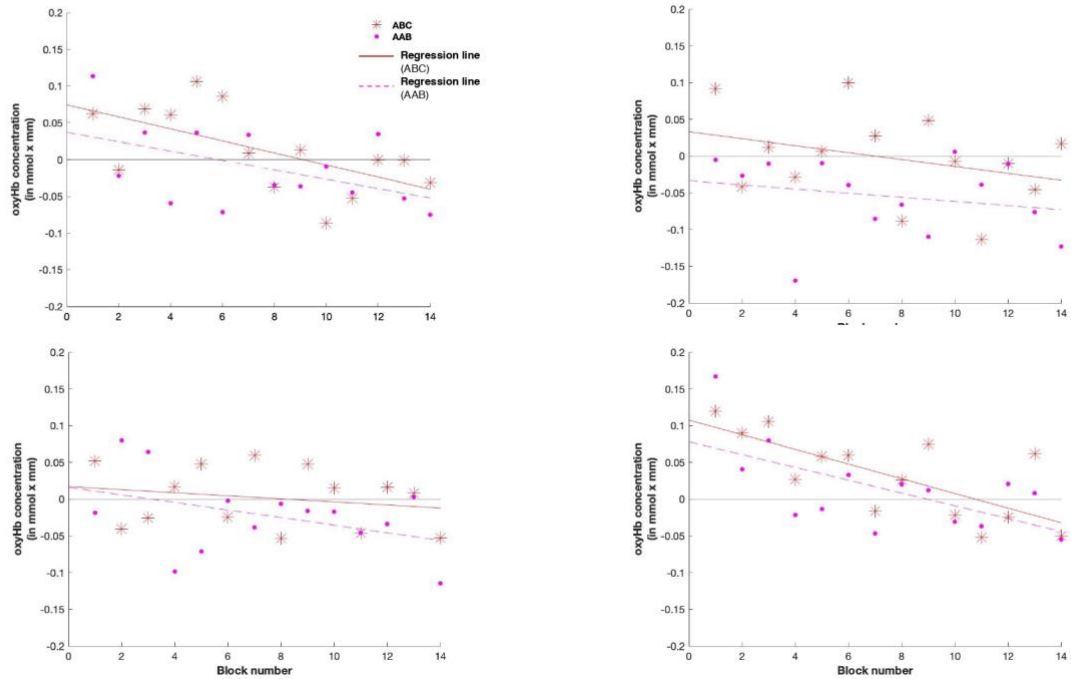 0.2
0.15
0.1
0.05
0
-0.05
-0.1
-0.15
-0.2
0 2 4 6 8 10 12 14
oxyHb concentration
(in mmol x mm)
ABC
AAB
Regression line
(ABC)
Regression line
(AAB)
0.2
0.15
0.1
0.05
0
-0.05
-0.1
-0.15
-0.2
0 2 4 6 8 10 12 14
oxyHb concentration
(in mmol x mm)
0.2
0.15
0.1
0.05
0
-0.05
-0.1
-0.15
-0.2
0 2 4 6 8 10 12 14
oxyHb concentration
(in mmol x mm)
Block number
0.2
0.15
0.1
0.05
0
-0.05
-0.1
-0.15
-0.2
0 2 4 6 8 10 12 14
oxyHb concentration
(in mmol x mm)
Block number